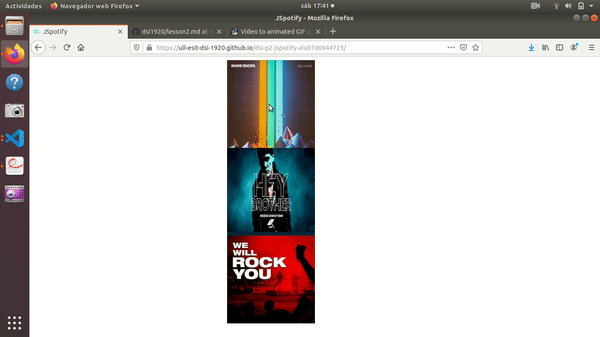 Actividades
Navegador web Firefox
sáb 17:41
JSpotify - Mozilla Firefox
JSpotify
dsi1920/lesson2.md at
Video to animated GIF
https://ull-esit-dsi-1920.github.io/dsi-p2-jspotify-alu0100944723/
IMAGINE DRAGONS
HEY
BROTHER
WE
WILL
ROCK
YOU